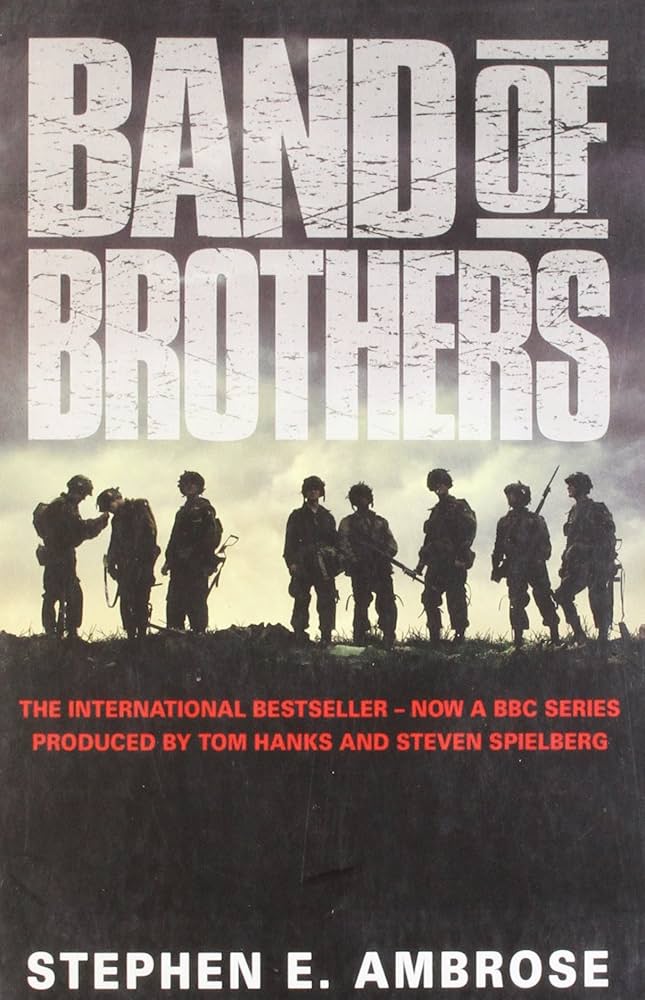 BAND OF
BROTHERS
THE INTERNATIONAL BESTSELLER – NOW A BBC SERIES
PRODUCED BY TOM HANKS AND STEVEN SPIELBERG
STEPHEN E. AMBROSE